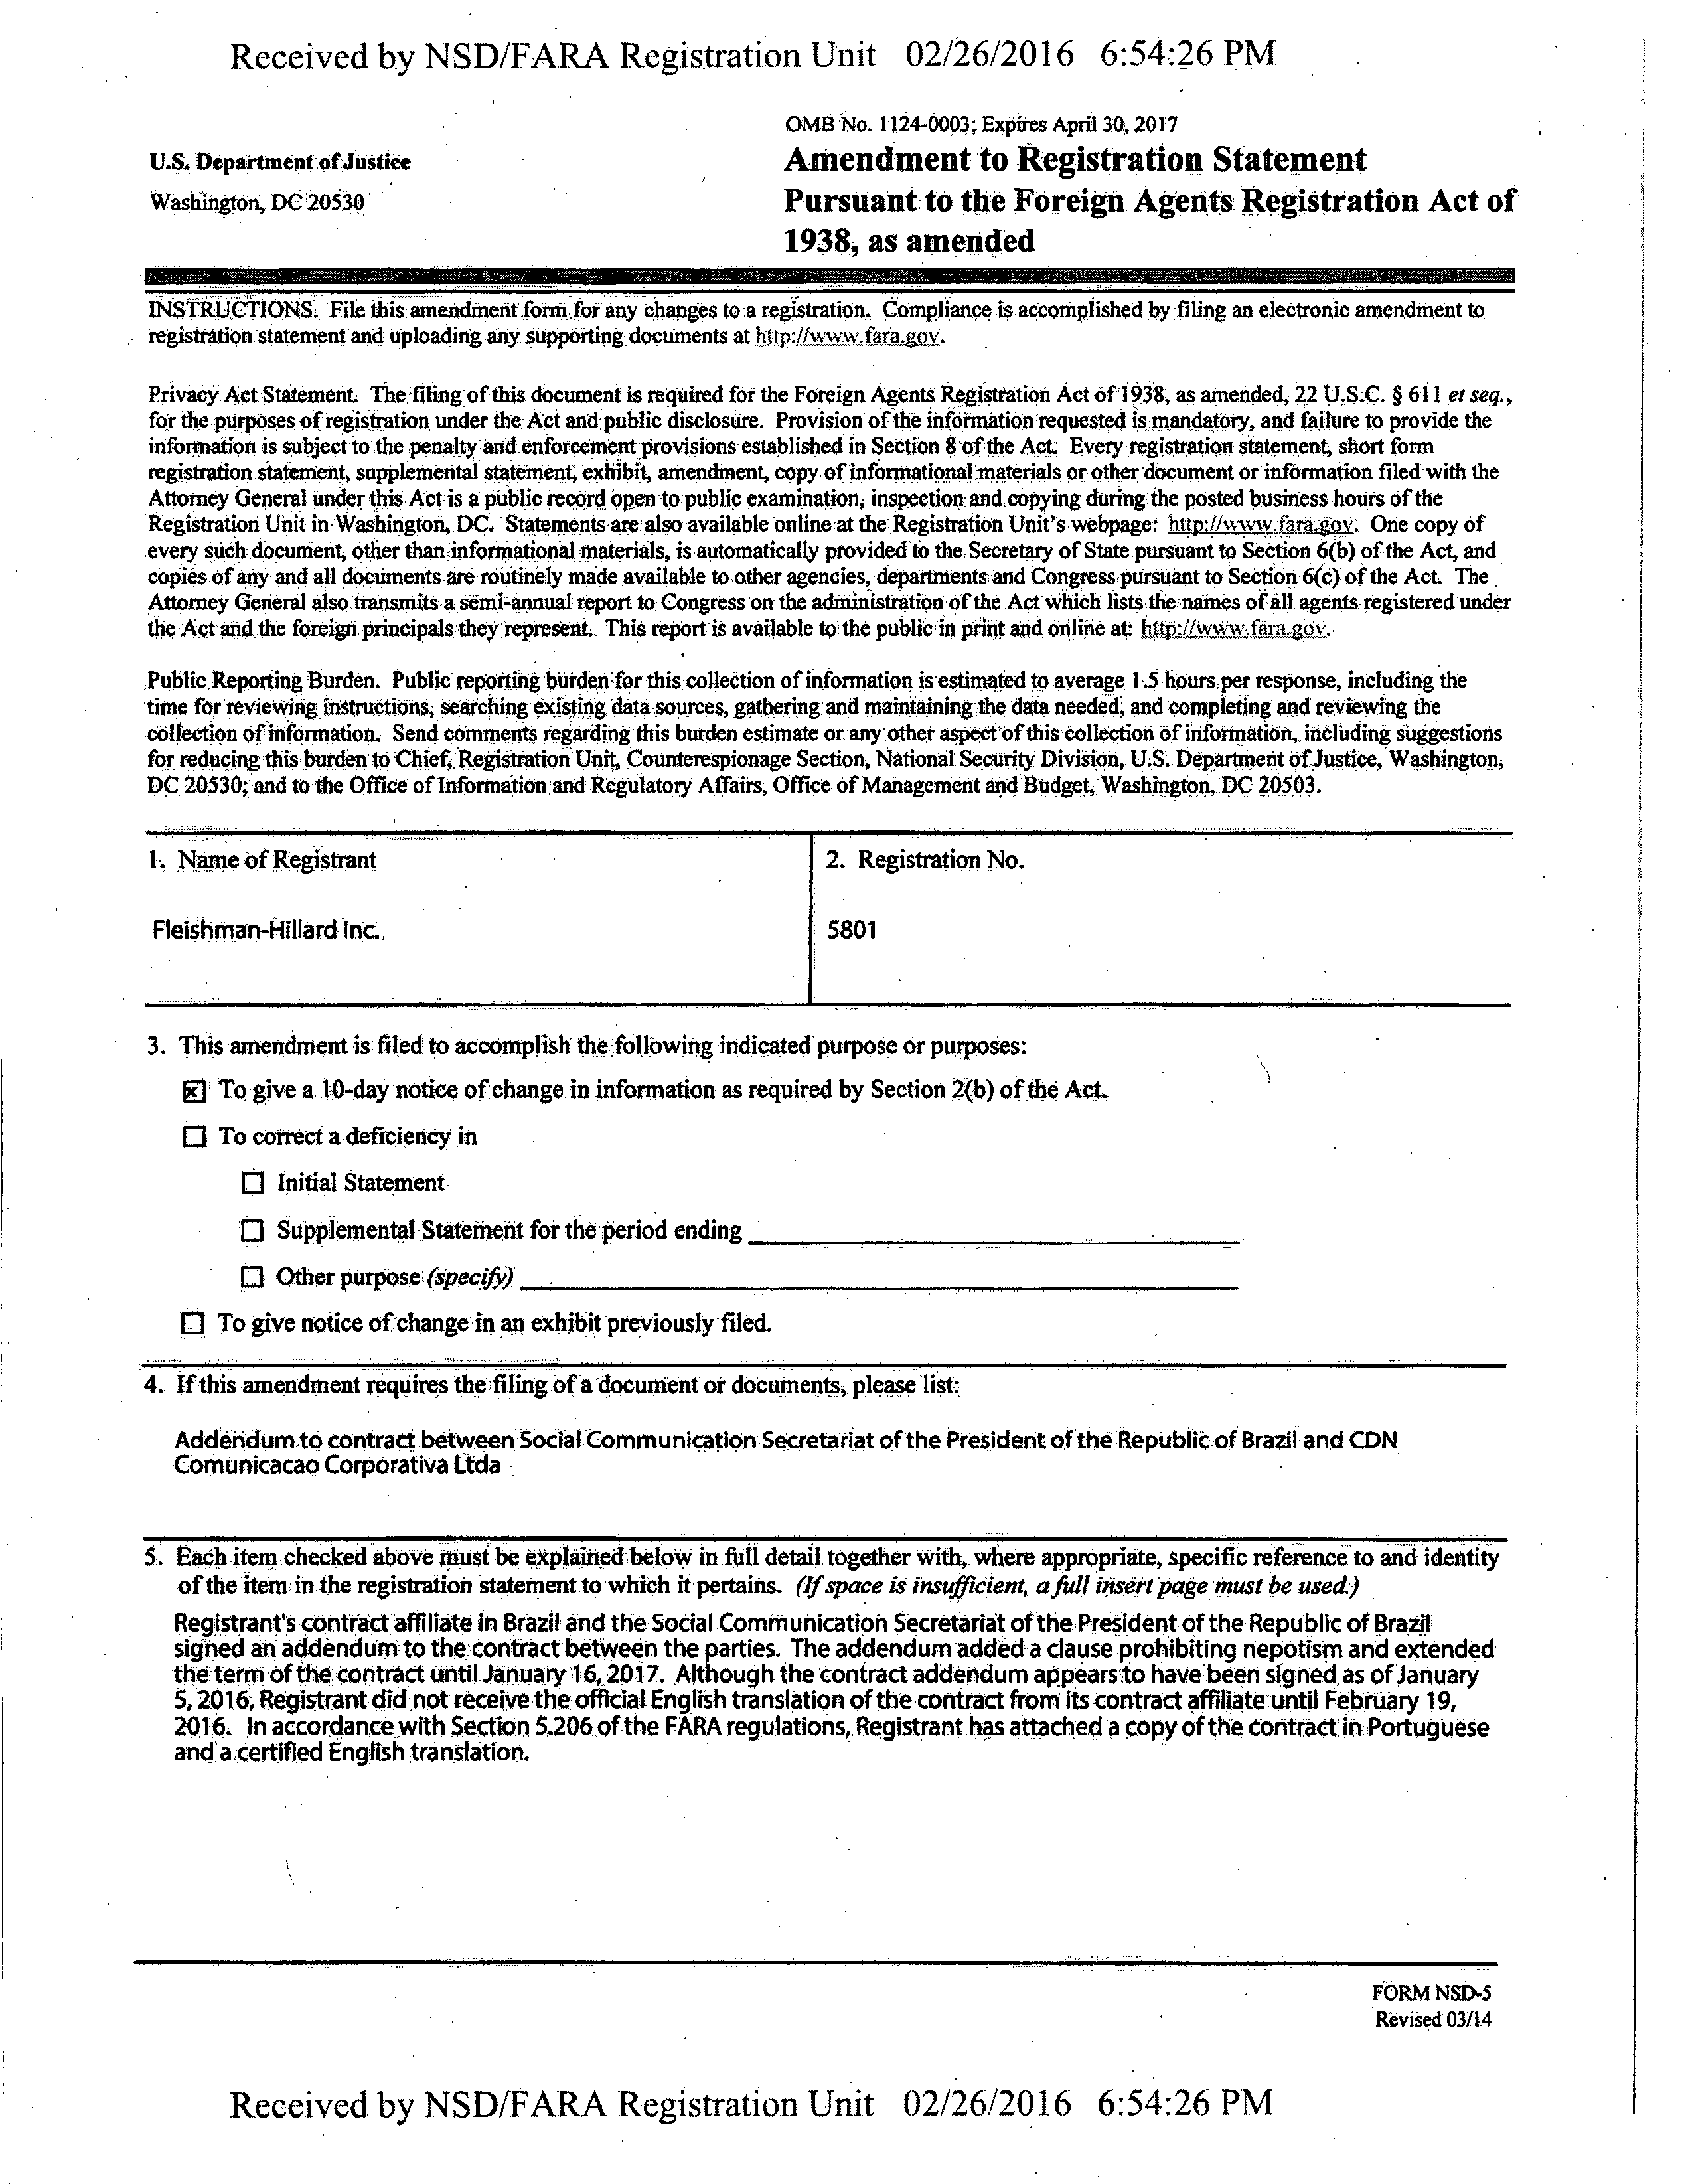 Received by NSD/FARA Registration Unit 02/26/2016 6:54:26 PM
OMB No. 1124-0003; Expires April 30, 2017
U.S. Department of Justice
Washington, DC 20530
Amendment to Registration Statement
Pursuant to the Foreign Agents Registration Act of
1938, as amended
INSTRUCTIONS. File this amendment form for any changes to a registration. Compliance is accomplished by filing an electronic amendment to
registration statement and uploading any supporting documents at http://www.fara.gov.
Privacy Act Statement. The filing of this document is required for the Foreign Agents Registration Act of 1938, as amended, 22 U.S.C. § 611 et seq.,
for the purposes of registration under the Act and public disclosure. Provision of the information requested is mandatory, and failure to provide the
information is subject to the penalty and enforcement provisions established in Section 8 of the Act. Every registration statement, short form
registration statement, supplemental statement, exhibit, amendment, copy of informational materials or other document or information filed with the
Attorney General under this Act is a public record open to public examination, inspection and copying during the posted business hours of the
Registration Unit in Washington, DC. Statements are also available online at the Registration Unit's webpage: http://www.fara.gov. One copy of
every such document, other than informational materials, is automatically provided to the Secretary of State pursuant to Section 6(b) of the Act, and
copies of any and all documents are routinely made available to other agencies, departments and Congress pursuant to Section 6(c) of the Act. The
Attorney General also transmits a semi-annual report to Congress on the administration of the Act which lists the names of all agents registered under
the Act and the foreign principals they represent. This report is available to the public in print and online at: http://www.fara.gov.
Public Reporting Burden. Public reporting burden for this collection of information is estimated to average 1.5 hours per response, including the
time for reviewing instructions, searching existing data sources, gathering and maintaining the data needed, and completing and reviewing the
collection of information. Send comments regarding this burden estimate or any other aspect of this collection of information, including suggestions
for reducing this burden to Chief, Registration Unit, Counterespionage Section, National Security Division, U.S. Department of Justice, Washington,
DC 20530; and to the Office of Information and Regulatory Affairs, Office of Management and Budget, Washington, DC 20503.
1. Name of Registrant
2. Registration No.
Fleishman-Hillard Inc.
5801
3. This amendment is filed to accomplish the following indicated purpose or purposes:
☒ To give a 10-day notice of change in information as required by Section 2(b) of the Act.
☐ To correct a deficiency in
☐ Initial Statement
☐ Supplemental Statement for the period ending
☐ Other purpose (specify)
☐ To give notice of change in an exhibit previously filed.
4. If this amendment requires the filing of a document or documents, please list:
Addendum to contract between Social Communication Secretariat of the President of the Republic of Brazil and CDN
Comunicacao Corporativa Ltda
5. Each item checked above must be explained below in full detail together with, where appropriate, specific reference to and identity
of the item in the registration statement to which it pertains. (If space is insufficient, a full insert page must be used.)
Registrant's contract affiliate in Brazil and the Social Communication Secretariat of the President of the Republic of Brazil
signed an addendum to the contract between the parties. The addendum added a clause prohibiting nepotism and extended
the term of the contract until January 16, 2017. Although the contract addendum appears to have been signed as of January
5, 2016, Registrant did not receive the official English translation of the contract from its contract affiliate until February 19,
2016. In accordance with Section 5.206 of the FARA regulations, Registrant has attached a copy of the contract in Portuguese
and a certified English translation.
FORM NSD-5
Revised 03/14
Received by NSD/FARA Registration Unit 02/26/2016 6:54:26 PM